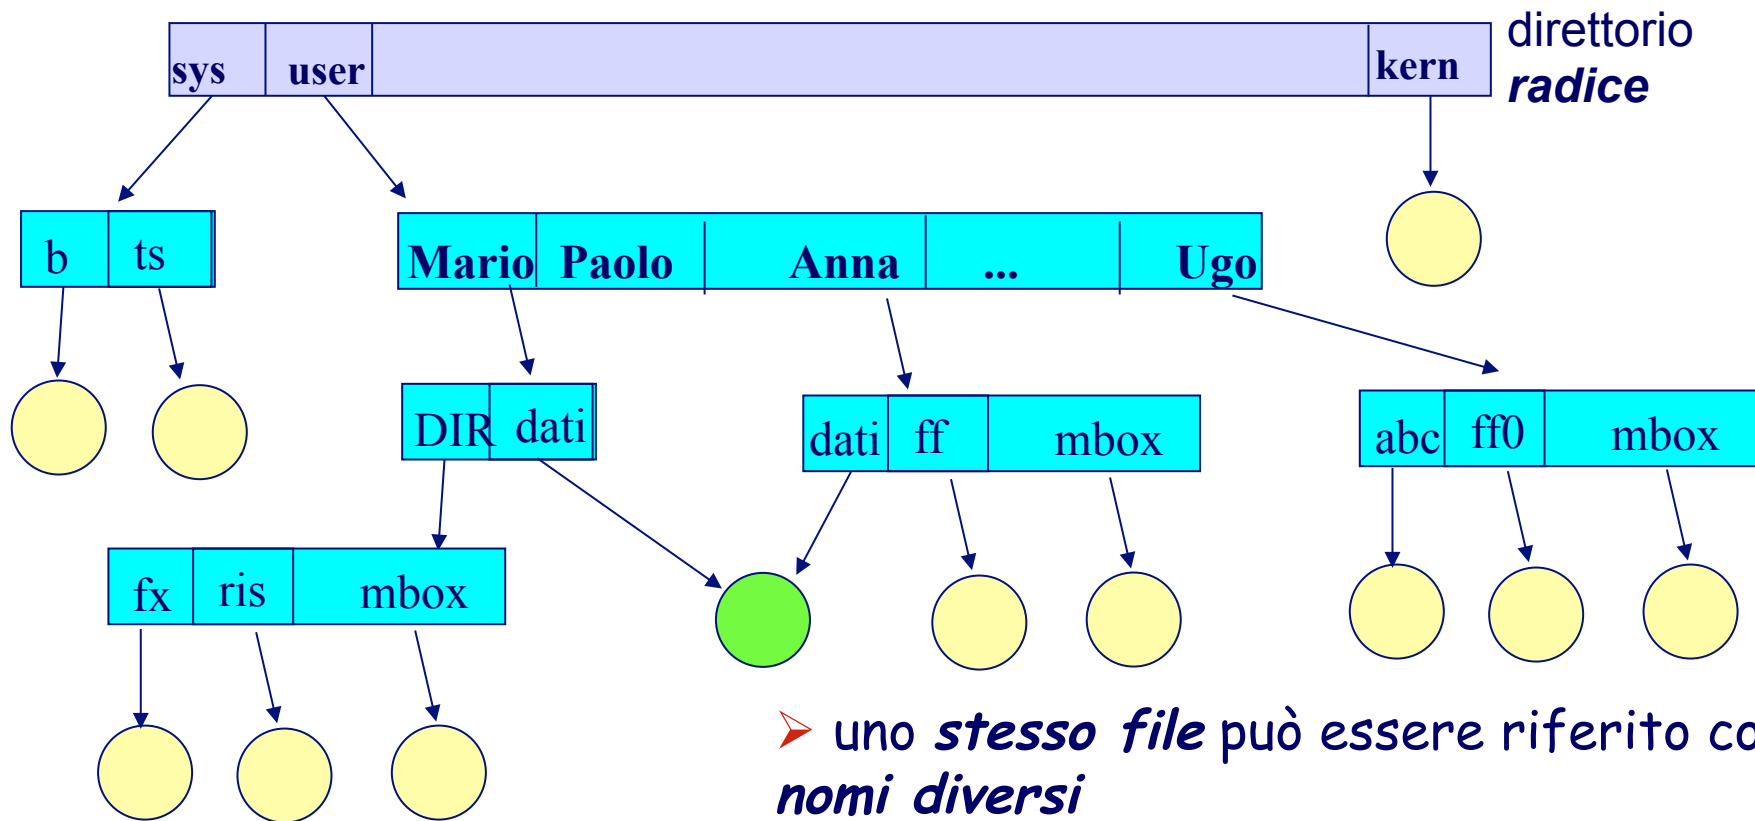 direttorio
radice
sys user kern
b ts
Mario Paolo Anna ... Ugo
DIR dati
dati ff mbox
abc ff0 mbox
fx ris mbox
➢ uno stesso file può essere riferito co
nomi diversi